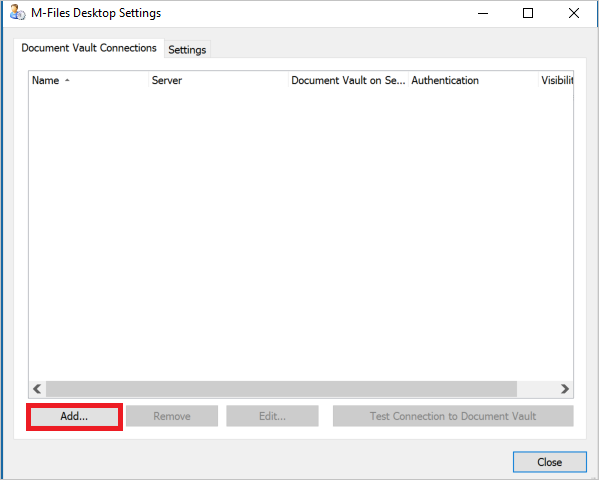 M-Files Desktop Settings
Document Vault Connections Settings
Name Server Document Vault on Se... Authentication Visibilit
Add... Remove Edit... Test Connection to Document Vault
Close